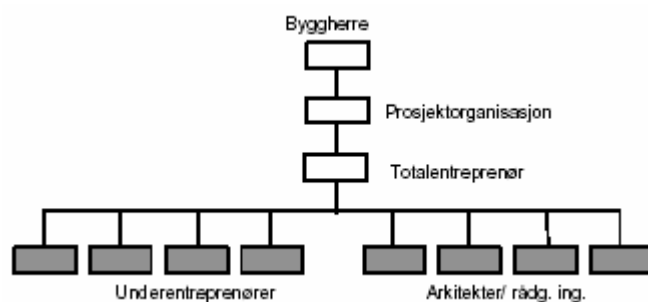 Byggherre
Prosjektorganisasjon
Totalentreprenør
Underentreprenører
Arkitekter/ rådg. ing.